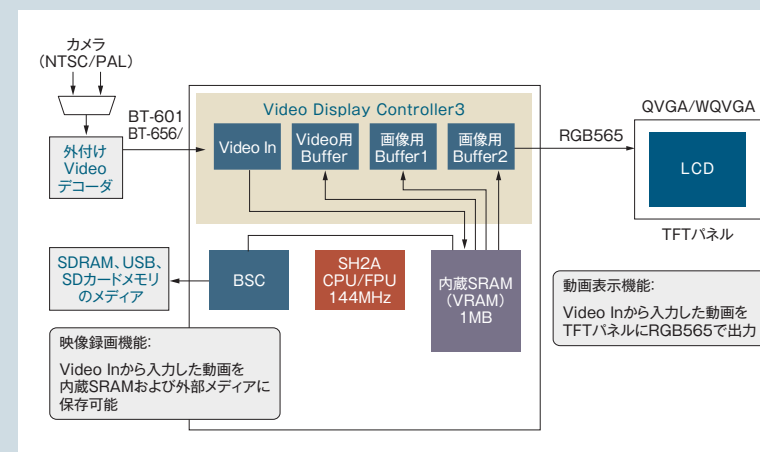 カメラ
（NTSC/PAL）
BT-601
BT-656/
外付け
Video
デコーダ
Video Display Controller3
Video In
Video用
Buffer
画像用
Buffer1
画像用
Buffer2
RGB565
QVGA/WQVGA
LCD
TFTパネル
SDRAM、USB、
SDカードメモリ
のメディア
BSC
SH2A
CPU/FPU
144MHz
内蔵SRAM
（VRAM）
1MB
動画表示機能：
Video Inから入力した動画を
TFTパネルにRGB565で出力
映像録画機能：
Video Inから入力した動画を
内蔵SRAMおよび外部メディアに
保存可能